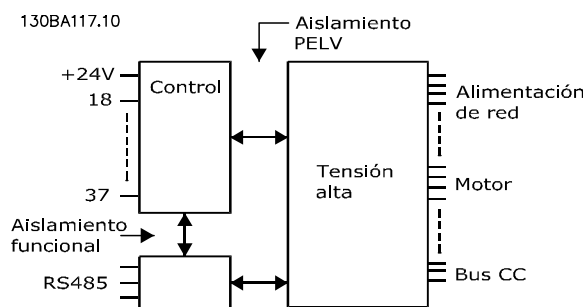 130BA117.10
Aislamiento
PELV
+24V
18
37
Control
Tensión
alta
Alimentación
de red
Motor
Bus CC
Aislamiento
funcional
RS485